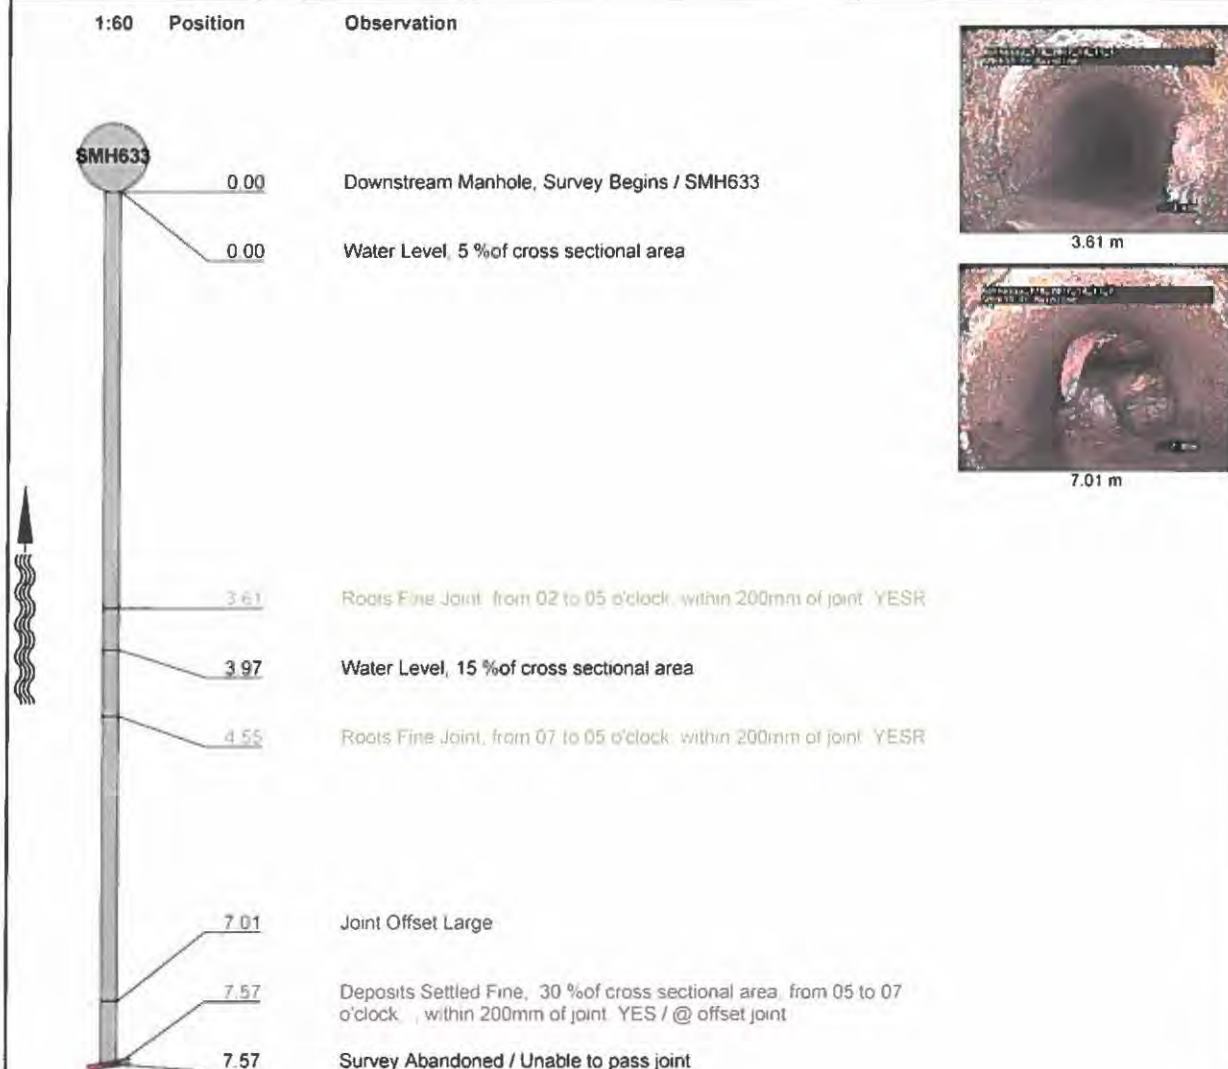 1:60 Position Observation
SMH633
0.00 Downstream Manhole, Survey Begins / SMH633
0.00 Water Level, 5 %of cross sectional area
3.61 m
7.01 m
3.61 Roots Fine Joint, from 02 to 05 o'clock, within 200mm of joint YESR
3.97 Water Level, 15 %of cross sectional area
4.55 Roots Fine Joint, from 07 to 05 o'clock, within 200mm of joint YESR
7.01 Joint Offset Large
7.57 Deposits Settled Fine, 30 %of cross sectional area, from 05 to 07
o'clock , within 200mm of joint YES / @ offset joint
7.57 Survey Abandoned / Unable to pass joint